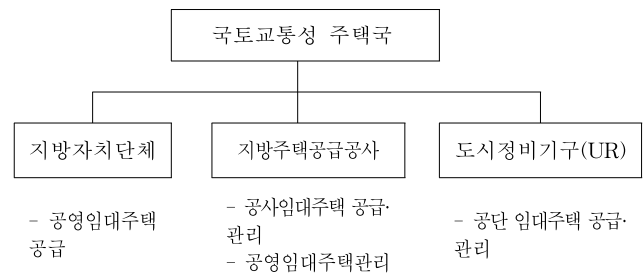 국토교통성 주택국
지방자치단체
지방주택공급공사
도시정비기구(UR)
- 공영임대주택
공급
- 공사임대주택 공급·
관리
- 공영임대주택관리
- 공단 임대주택 공급·
관리